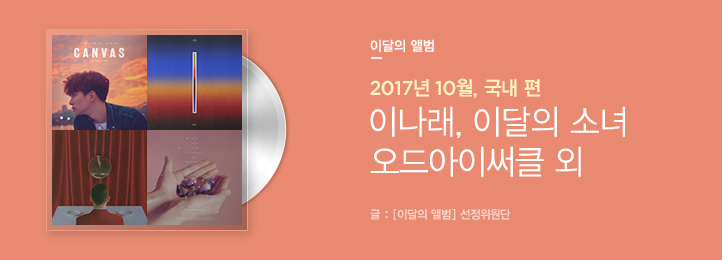 CANVAS
이달의 앨범
2017년 10월, 국내 편
이나래, 이달의 소녀
오드아이써클 외
글 : [이달의 앨범] 선정위원단